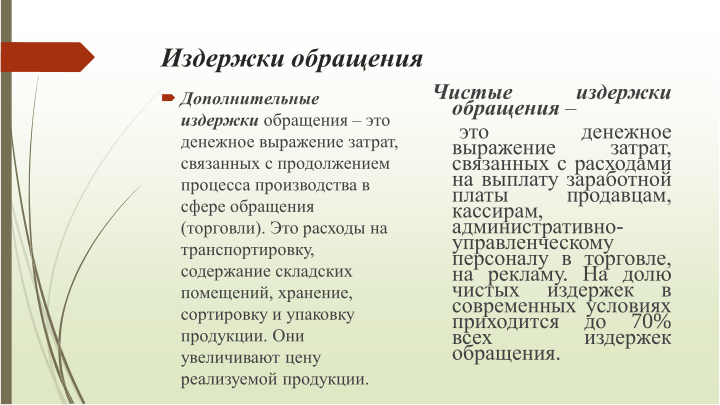 Издержки обращения
Дополнительные
издержки обращения – это
денежное выражение затрат,
связанных с продолжением
процесса производства в
сфере обращения
(торговли). Это расходы на
транспортировку,
содержание складских
помещений, хранение,
сортировку и упаковку
продукции. Они
увеличивают цену
реализуемой продукции.
Чистые издержки
обращения –
это денежное
выражение затрат,
связанных с расходами
на выплату заработной
платы продавцам,
кассирам,
административно-
управленческому
персоналу в торговле,
на рекламу. На долю
чистых издержек в
современных условиях
приходится до 70%
всех издержек
обращения.